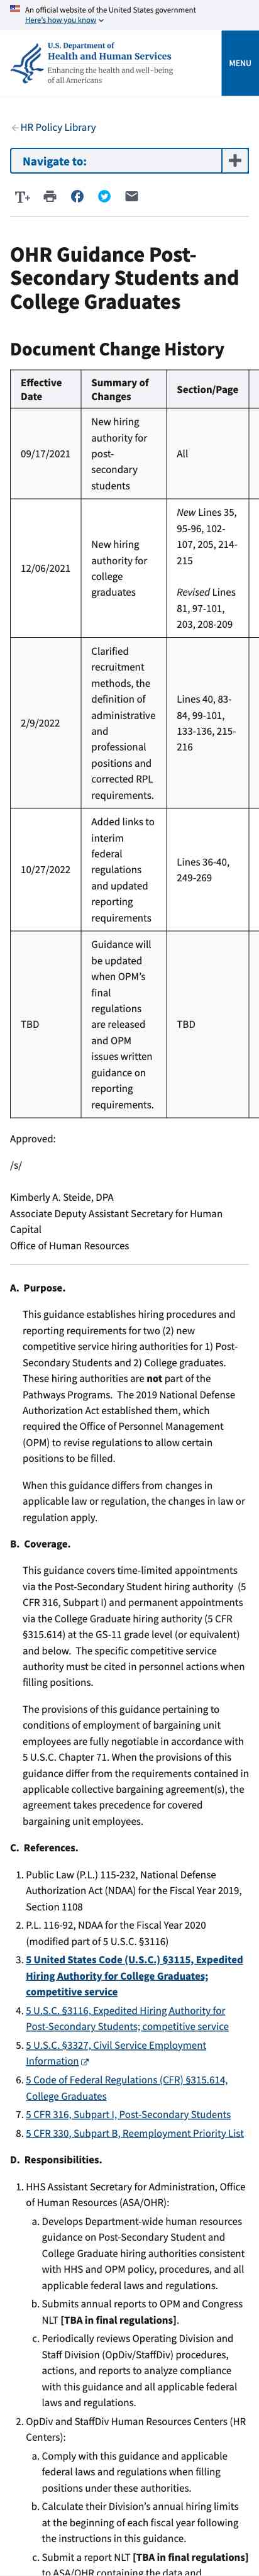 An official website of the United States government
Here's how you know
U.S. Department of
Health and Human Services
Enhancing the health and well-being
of all Americans
MENU
HR Policy Library
Navigate to:
T+
OHR Guidance Post-
Secondary Students and
College Graduates
Document Change History
Effective
Date
Summary of
Changes
Section/Page
09/17/2021
New hiring
authority for
post-
secondary
students
All
12/06/2021
New hiring
authority for
college
graduates
New Lines 35,
95-96, 102-
107, 205, 214-
215
Revised Lines
81, 97-101,
203, 208-209
2/9/2022
Clarified
recruitment
methods, the
definition of
administrative
and
professional
positions and
corrected RPL
requirements.
Lines 40, 83-
84, 99-101,
133-136, 215-
216
10/27/2022
Added links to
interim
federal
regulations
and updated
reporting
requirements
Lines 36-40,
249-269
TBD
Guidance will
be updated
when OPM's
final
regulations
are released
and OPM
issues written
guidance on
reporting
requirements.
TBD
Approved:
/s/
Kimberly A. Steide, DPA
Associate Deputy Assistant Secretary for Human
Capital
Office of Human Resources
A. Purpose.
This guidance establishes hiring procedures and
reporting requirements for two (2) new
competitive service hiring authorities for 1) Post-
Secondary Students and 2) College graduates.
These hiring authorities are not part of the
Pathways Programs. The 2019 National Defense
Authorization Act established them, which
required the Office of Personnel Management
(OPM) to revise regulations to allow certain
positions to be filled.
When this guidance differs from changes in
applicable law or regulation, the changes in law or
regulation apply.
B. Coverage.
This guidance covers time-limited appointments
via the Post-Secondary Student hiring authority (5
CFR 316, Subpart I) and permanent appointments
via the College Graduate hiring authority (5 CFR
§315.614) at the GS-11 grade level (or equivalent)
and below. The specific competitive service
authority must be cited in personnel actions when
filling positions.
The provisions of this guidance pertaining to
conditions of employment of bargaining unit
employees are fully negotiable in accordance with
5 U.S.C. Chapter 71. When the provisions of this
guidance differ from the requirements contained in
applicable collective bargaining agreement(s), the
agreement takes precedence for covered
bargaining unit employees.
C. References.
1. Public Law (P.L.) 115-232, National Defense
Authorization Act (NDAA) for the Fiscal Year 2019,
Section 1108
2. P.L. 116-92, NDAA for the Fiscal Year 2020
(modified part of 5 U.S.C. §3116)
3. 5 United States Code (U.S.C.) §3115, Expedited
Hiring Authority for College Graduates;
competitive service
4. 5 U.S.C. §3116, Expedited Hiring Authority for
Post-Secondary Students; competitive service
5. 5 U.S.C. §3327, Civil Service Employment
Information
6. 5 Code of Federal Regulations (CFR) §315.614,
College Graduates
7. 5 CFR 316, Subpart I, Post-Secondary Students
8. 5 CFR 330, Subpart B, Reemployment Priority List
D. Responsibilities.
1. HHS Assistant Secretary for Administration, Office
of Human Resources (ASA/OHR):
a. Develops Department-wide human resources
guidance on Post-Secondary Student and
College Graduate hiring authorities consistent
with HHS and OPM policy, procedures, and all
applicable federal laws and regulations.
b. Submits annual reports to OPM and Congress
NLT [TBA in final regulations].
c. Periodically reviews Operating Division and
Staff Division (OpDiv/StaffDiv) procedures,
actions, and reports to analyze compliance
with this guidance and all applicable federal
laws and regulations.
2. OpDiv and StaffDiv Human Resources Centers (HR
Centers):
a. Comply with this guidance and applicable
federal laws and regulations when filling
positions under these authorities.
b. Calculate their Division's annual hiring limits
at the beginning of each fiscal year following
the instructions in this guidance.
c. Submit a report NLT [TBA in final regulations]
to ASA/OHR containing the data and